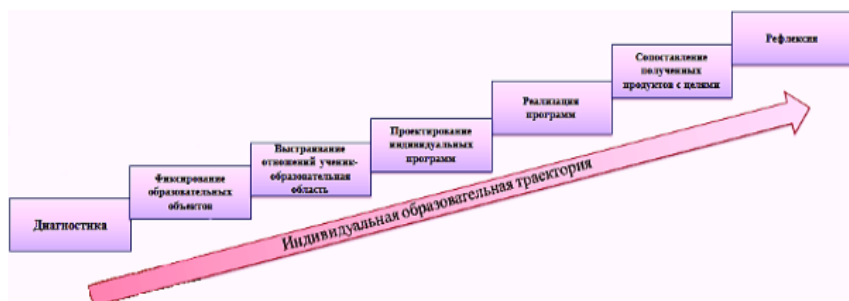 Диагностика
Фиксирование
образовательных
объектов
Выстраивание
отношений ученик-
образовательная
область
Проектирование
индивидуальных
программ
Реализация
программ
Сопоставление
полученных
продуктов с целями
Рефлексия
Индивидуальная образовательная траектория